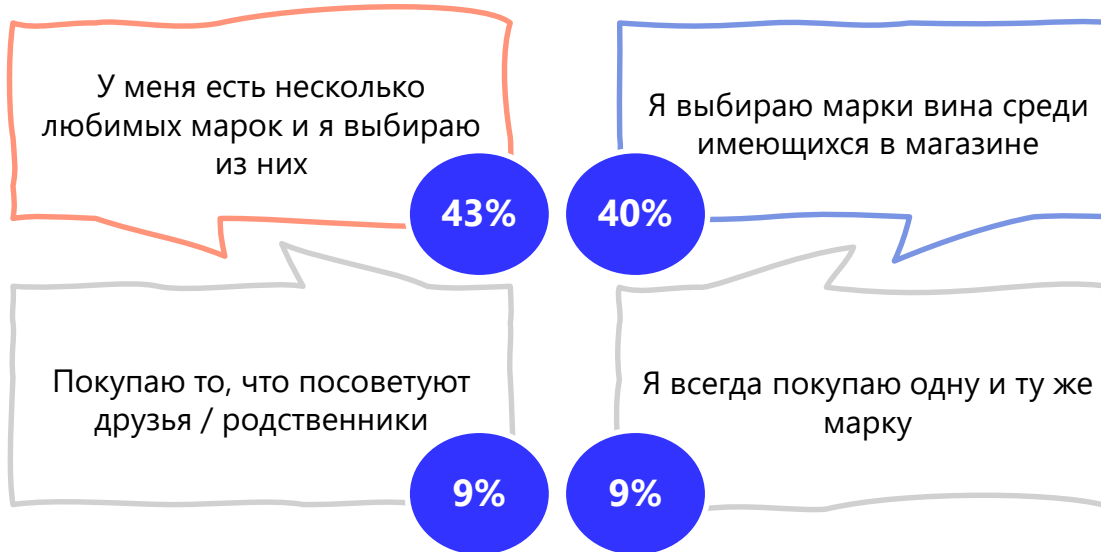 У меня есть несколько
любимых марок и я выбираю
из них
43%
Я выбираю марки вина среди
имеющихся в магазине
40%
Покупаю то, что посоветуют
друзья / родственники
9%
Я всегда покупаю одну и ту же
марку
9%